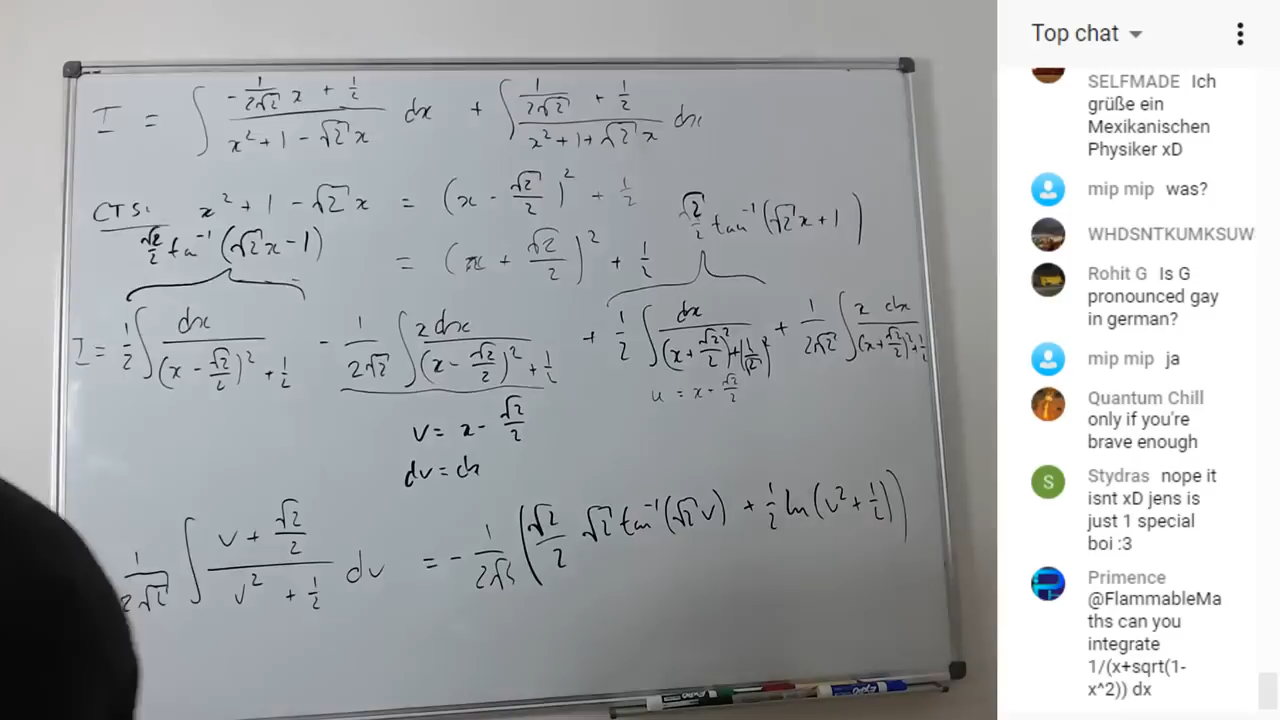 I = ∫ (-1/(2√2) x + 1/2)/(x² + 1 - √2 x) dx + ∫ (1/(2√2) + 1/2)/(x² + 1 + √2 x) dx
CTS: x² + 1 - √2 x = (x - √2/2)² + 1/2
√2/2 tan⁻¹(√2 x - 1)
√2/2 tan⁻¹(√2 x + 1)
= (x + √2/2)² + 1/2
I = 1/2 ∫ dx/((x - √2/2)² + 1/2) - 1/(2√2) ∫ x dx/((x - √2/2)² + 1/2) + 1/2 ∫ dx/((x + √2/2)² + (1/√2)²) + 1/(2√2) ∫ x dx/((x + √2/2)² + 1/2)
u = x - √2/2
v = x - √2/2
dv = dx
1/(2√2) ∫ (v + √2/2)/(v² + 1/2) dv = - 1/(2√2) (√2/2 √2 tan⁻¹(√2 v) + 1/2 ln(v² + 1/2))
EXPO
Top chat
SELFMADE Ich
grüße ein
Mexikanischen
Physiker xD
mip mip was?
WHDSNTKUMKSUW
Rohit G Is G
pronounced gay
in german?
mip mip ja
Quantum Chill
only if you're
brave enough
S
Stydras nope it
isnt xD jens is
just 1 special
boi :3
Primence
@FlammableMa
ths can you
integrate
1/(x+sqrt(1-
x^2)) dx